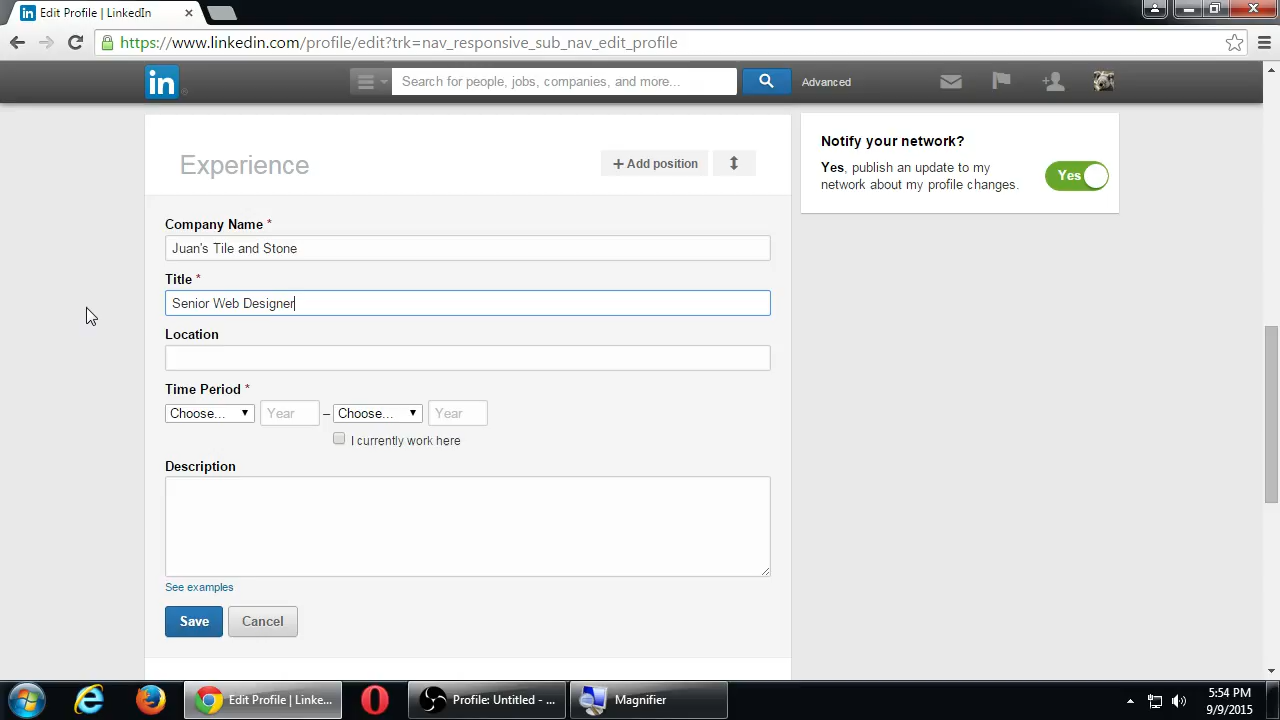 Edit Profile | LinkedIn
https://www.linkedin.com/profile/edit?trk=nav_responsive_sub_nav_edit_profile
in
Search for people, jobs, companies, and more...
Advanced
Experience
+ Add position
Notify your network?
Yes, publish an update to my
network about my profile changes.
Yes
Company Name *
Juan's Tile and Stone
Title *
Senior Web Designer
Location
Time Period *
Choose... Year – Choose... Year
I currently work here
Description
See examples
Save Cancel
Edit Profile | Linke...
Profile: Untitled - ...
Magnifier
5:54 PM
9/9/2015